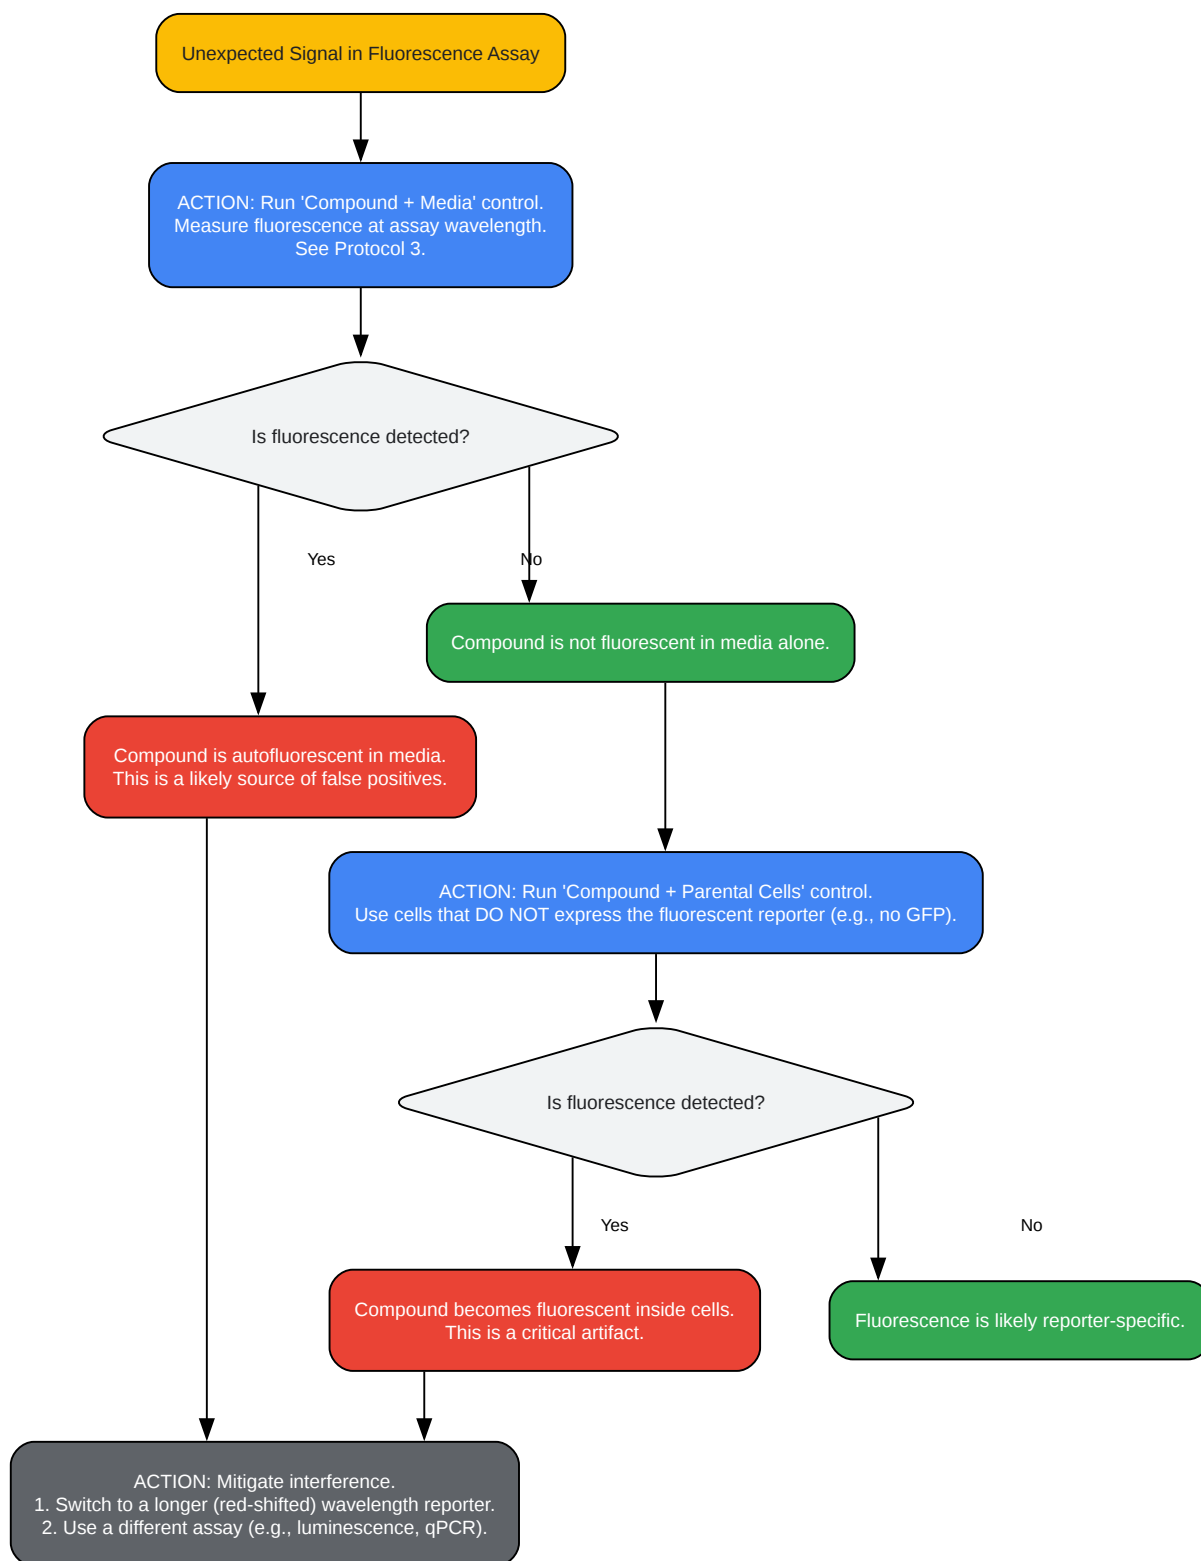 Unexpected Signal in Fluorescence Assay
ACTION: Run 'Compound + Media' control.
Measure fluorescence at assay wavelength.
See Protocol 3.
Is fluorescence detected?
Yes
No
Compound is not fluorescent in media alone.
Compound is autofluorescent in media.
This is a likely source of false positives.
ACTION: Run 'Compound + Parental Cells' control.
Use cells that DO NOT express the fluorescent reporter (e.g., no GFP).
Is fluorescence detected?
Yes
No
Compound becomes fluorescent inside cells.
This is a critical artifact.
Fluorescence is likely reporter-specific.
ACTION: Mitigate interference.
1. Switch to a longer (red-shifted) wavelength reporter.
2. Use a different assay (e.g., luminescence, qPCR).